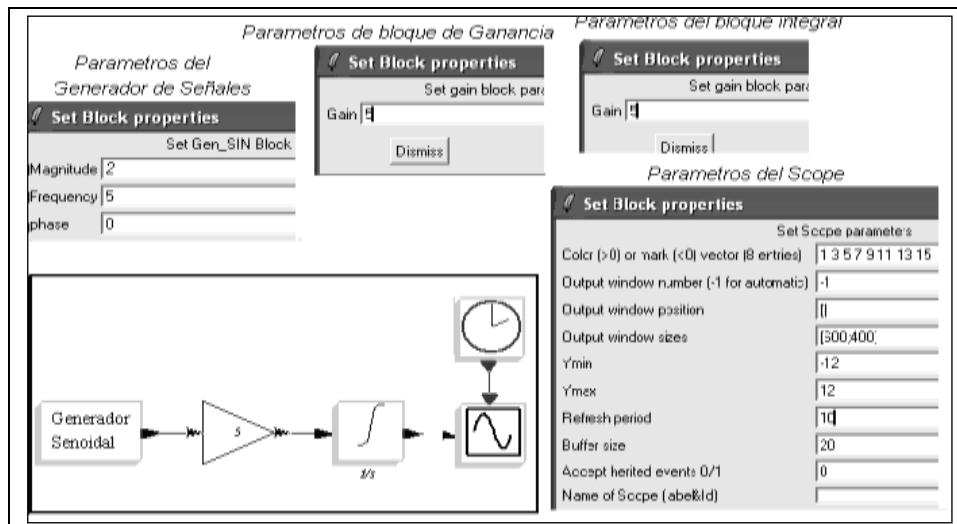 Parametros de bloque de Ganancia
Parametros del bloque integral
Parametros del
Generador de Señales
Set Block properties
Set gain block para
Gain 5
Dismiss
Set Block properties
Set gain block para
Gain
Dismiss
Set Block properties
Set Gen_SIN Block
Magnitude 2
Frequency 5
phase 0
Parametros del Scope
Set Block properties
Set Scope parameters
Color (>0) or mark (<0) vector (8 entries) 1 3 5 7 9 11 13 15
Output window number (-1 for automatic) -1
Output window position []
Output window sizes [600;400]
Ymin -12
Ymax 12
Refresh period 10
Buffer size 20
Accept herited events 0/1 0
Name of Scope (label&Id)
Generador
Senoidal
5
1/s